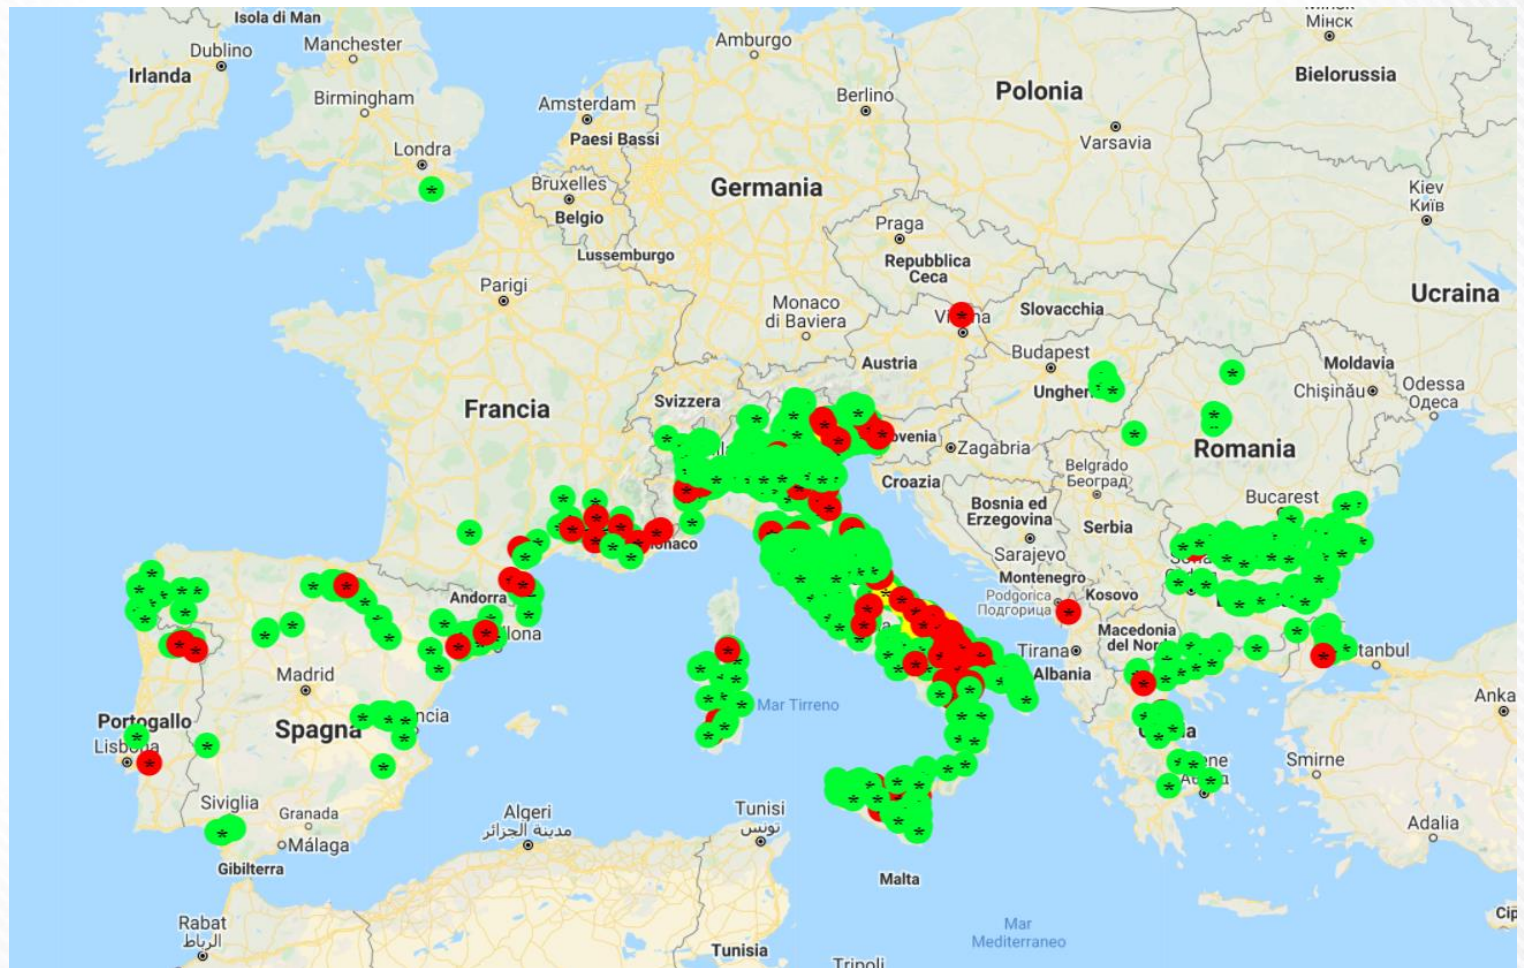 Isola di Man
Dublino
Manchester
Irlanda
Birmingham
Londra
Amburgo
Amsterdam
Paesi Bassi
Berlino
Polonia
Varsavia
Мінск
Bielorussia
Bruxelles
Belgio
Germania
Kiev
Київ
Lussemburgo
Praga
Repubblica
Ceca
Parigi
Monaco
di Baviera
Slovacchia
Ucraina
Budapest
Austria
Moldavia
Chișinău
Odessa
Одеса
Svizzera
Francia
Zagabria
Romania
Croazia
Belgrado
Београд
Bosnia ed
Erzegovina
Serbia
Bucarest
Sarajevo
Montenegro
Podgorica
Подгорица
Kosovo
Andorra
Macedonia
del Nord
Tirana
Albania
Madrid
Spagna
Portogallo
Mar Tirreno
Anka
Smirne
Siviglia
Granada
Málaga
Gibilterra
Algeri
مدينة الجزائر
Tunisi
تونس
Adalia
Malta
Rabat
الرباط
Mar
Mediterraneo
Tunisia
Tripoli
Cip